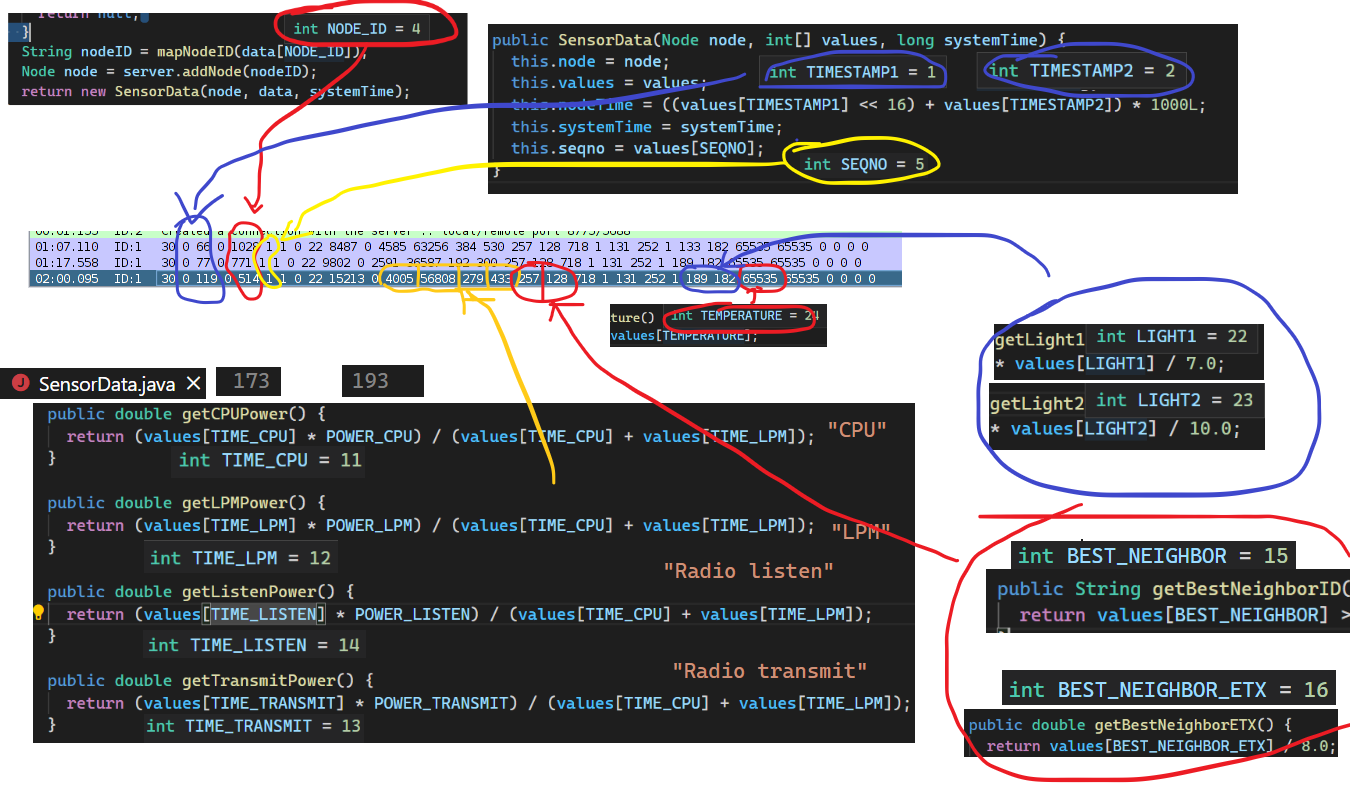 return null;
}
int NODE_ID = 4
String nodeID = mapNodeID(data[NODE_ID]);
Node node = server.addNode(nodeID);
return new SensorData(node, data, systemTime);
public SensorData(Node node, int[] values, long systemTime) {
this.node = node;
this.values = values;
int TIMESTAMP1 = 1
int TIMESTAMP2 = 2
this.nodeTime = ((values[TIMESTAMP1] << 16) + values[TIMESTAMP2]) * 1000L;
this.systemTime = systemTime;
this.seqno = values[SEQNO];
int SEQNO = 5
}
00:01.155 ID:2 Created a connection with the server :: local/remote port
01:07.110 ID:1 30 0 66 0 1028 1 1 0 22 8487 0 4585 63256 384 530 257 128 718 1 131 252 1 133 182 65535 65535 0 0 0 0
01:17.558 ID:1 30 0 77 0 771 1 1 0 22 9802 0 2591 36587 192 300 257 128 718 1 131 252 1 189 182 65535 65535 0 0 0 0
02:00.095 ID:1 30 0 119 0 514 1 1 0 22 15213 0 4005 56808 279 433 257 128 718 1 131 252 1 189 182 65535 65535 0 0 0 0
ture()
int TEMPERATURE = 24
values[TEMPERATURE];
getLight1
int LIGHT1 = 22
* values[LIGHT1] / 7.0;
getLight2
int LIGHT2 = 23
* values[LIGHT2] / 10.0;
J SensorData.java ×
173
193
public double getCPUPower() {
return (values[TIME_CPU] * POWER_CPU) / (values[TIME_CPU] + values[TIME_LPM]);
"CPU"
}
int TIME_CPU = 11
public double getLPMPower() {
return (values[TIME_LPM] * POWER_LPM) / (values[TIME_CPU] + values[TIME_LPM]);
"LPM"
}
int TIME_LPM = 12
"Radio listen"
public double getListenPower() {
return (values[TIME_LISTEN] * POWER_LISTEN) / (values[TIME_CPU] + values[TIME_LPM]);
}
int TIME_LISTEN = 14
"Radio transmit"
public double getTransmitPower() {
return (values[TIME_TRANSMIT] * POWER_TRANSMIT) / (values[TIME_CPU] + values[TIME_LPM]);
}
int TIME_TRANSMIT = 13
int BEST_NEIGHBOR = 15
public String getBestNeighborID(
return values[BEST_NEIGHBOR] >
}
int BEST_NEIGHBOR_ETX = 16
public double getBestNeighborETX() {
return values[BEST_NEIGHBOR_ETX] / 8.0;